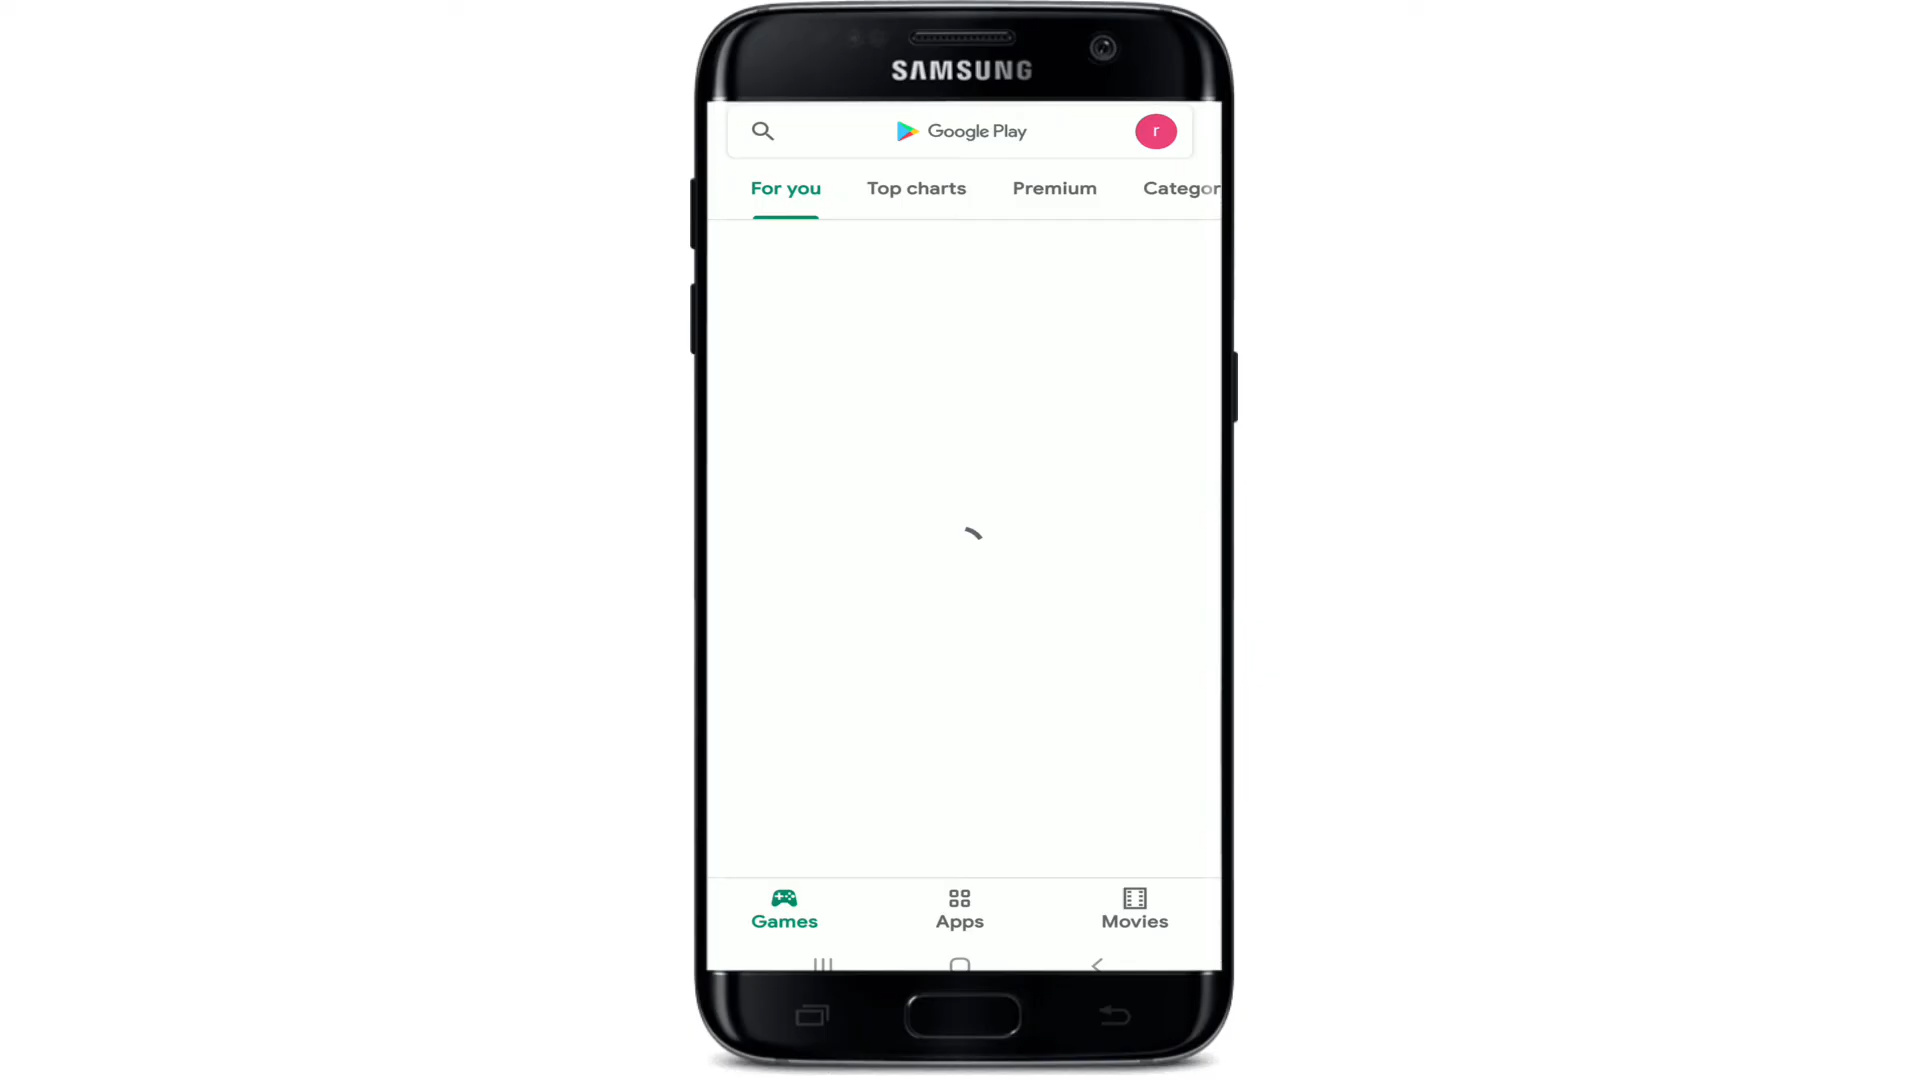 SAMSUNG
Google Play
r
For you
Top charts
Premium
Categor
Games
Apps
Movies